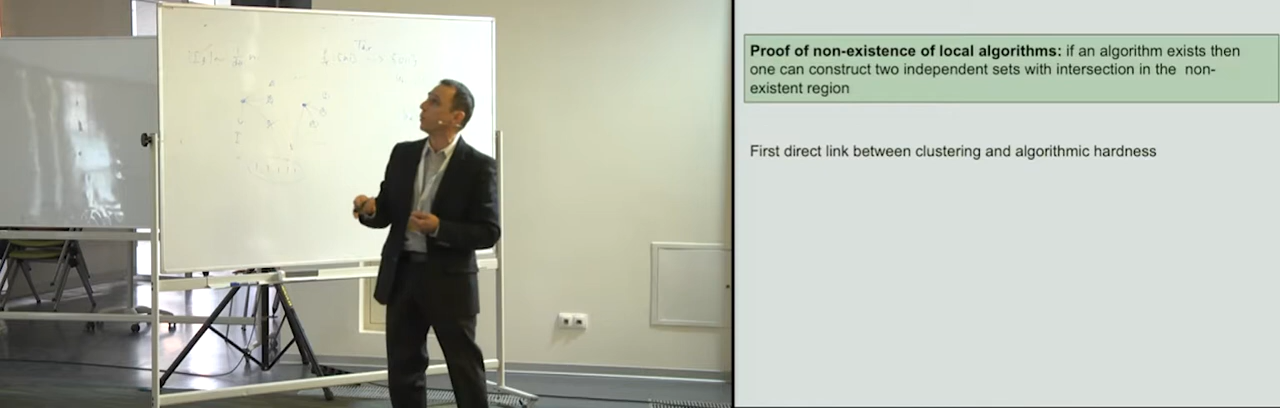 Proof of non-existence of local algorithms: if an algorithm exists then
one can construct two independent sets with intersection in the non-
existent region
First direct link between clustering and algorithmic hardness